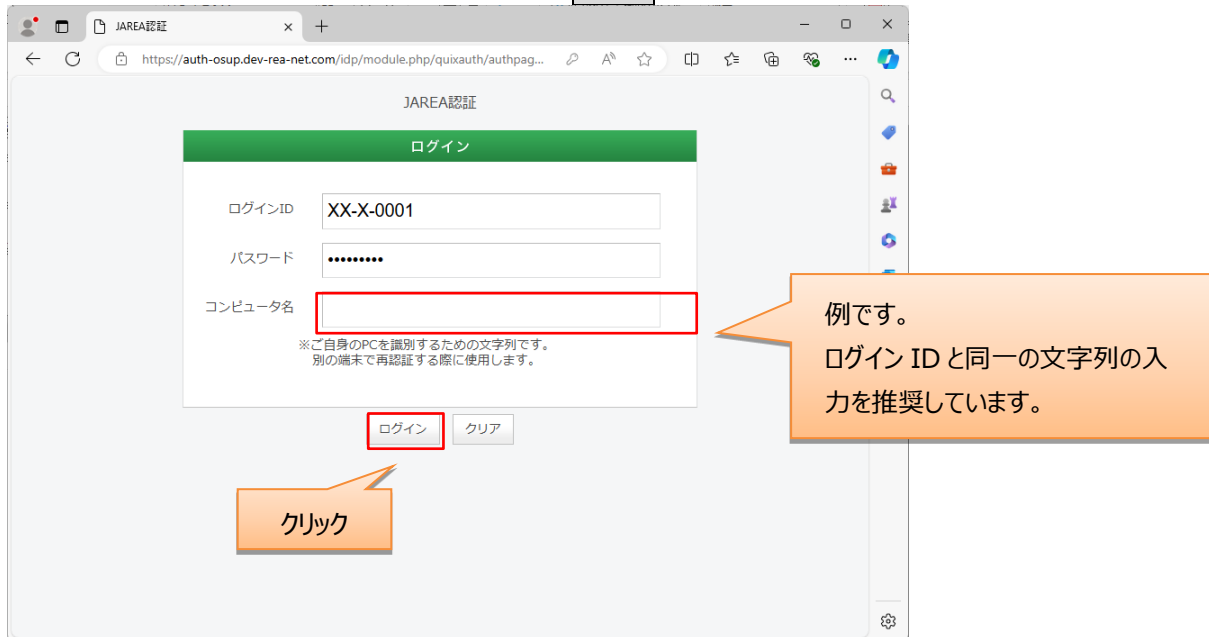 JAREA認証
https://auth-osup.dev-rea-net.com/idp/module.php/quixauth/authpag...
JAREA認証
ログイン
ログインID
XX-X-0001
パスワード
•••••••••
コンピュータ名
※ご自身のPCを識別するための文字列です。
別の端末で再認証する際に使用します。
ログイン
クリア
例です。
ログイン ID と同一の文字列の入
力を推奨しています。
クリック